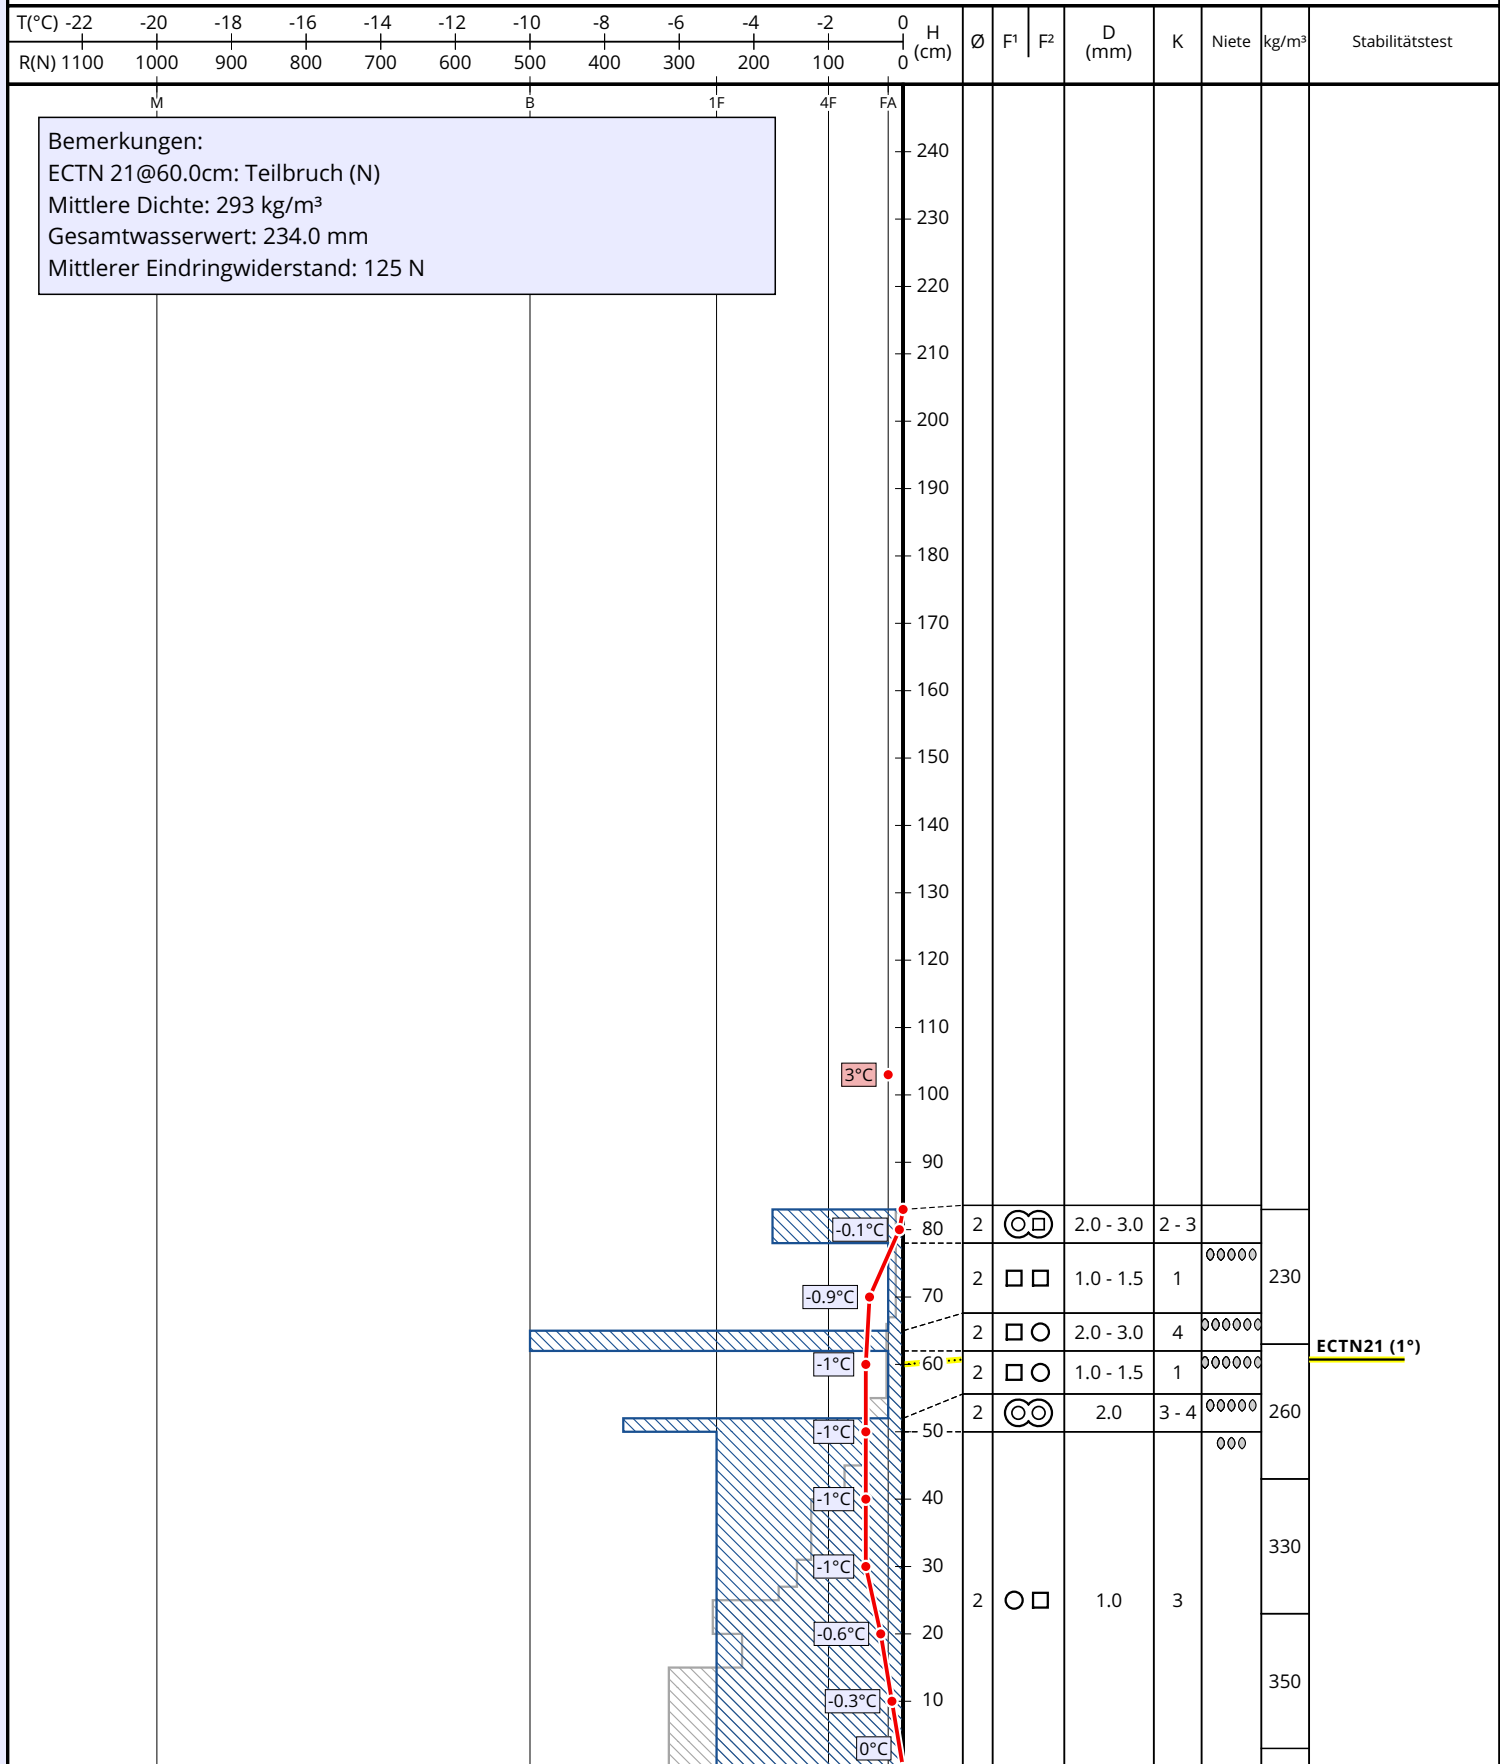 T(°C) -22 -20 -18 -16 -14 -12 -10 -8 -6 -4 -2 0
R(N) 1100 1000 900 800 700 600 500 400 300 200 100 0
H (cm) Ø F¹ F² D (mm) K Niete kg/m³ Stabilitätstest
M B 1F 4F FA
Bemerkungen:
ECTN 21@60.0cm: Teilbruch (N)
Mittlere Dichte: 293 kg/m³
Gesamtwasserwert: 234.0 mm
Mittlerer Eindringwiderstand: 125 N
240
230
220
210
200
190
180
170
160
150
140
130
120
110
3°C
100
90
-0.1°C 80 2 2.0 - 3.0 2 - 3
2 1.0 - 1.5 1 230
-0.9°C 70
2 2.0 - 3.0 4
ECTN21 (1°)
-1°C 60 2 1.0 - 1.5 1
2 2.0 3 - 4 260
-1°C 50
-1°C 40
330
-1°C 30
2 1.0 3
-0.6°C 20
350
-0.3°C 10
0°C